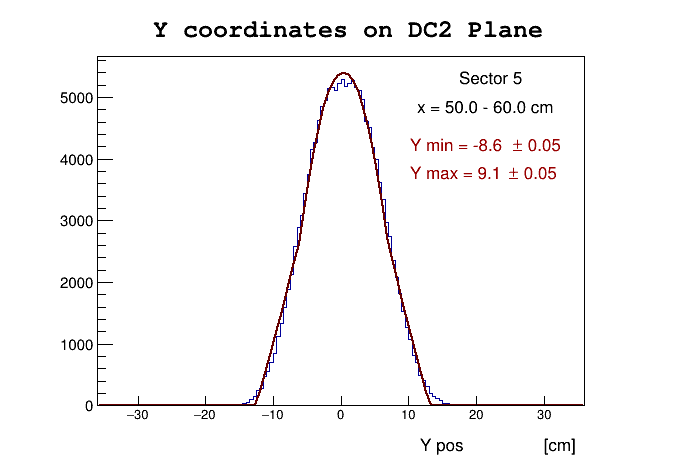 Y coordinates on DC2 Plane
Sector 5
x = 50.0 - 60.0 cm
Y min = -8.6 ± 0.05
Y max = 9.1 ± 0.05
5000
4000
3000
2000
1000
0
−30 −20 −10 0 10 20 30
Y pos [cm]